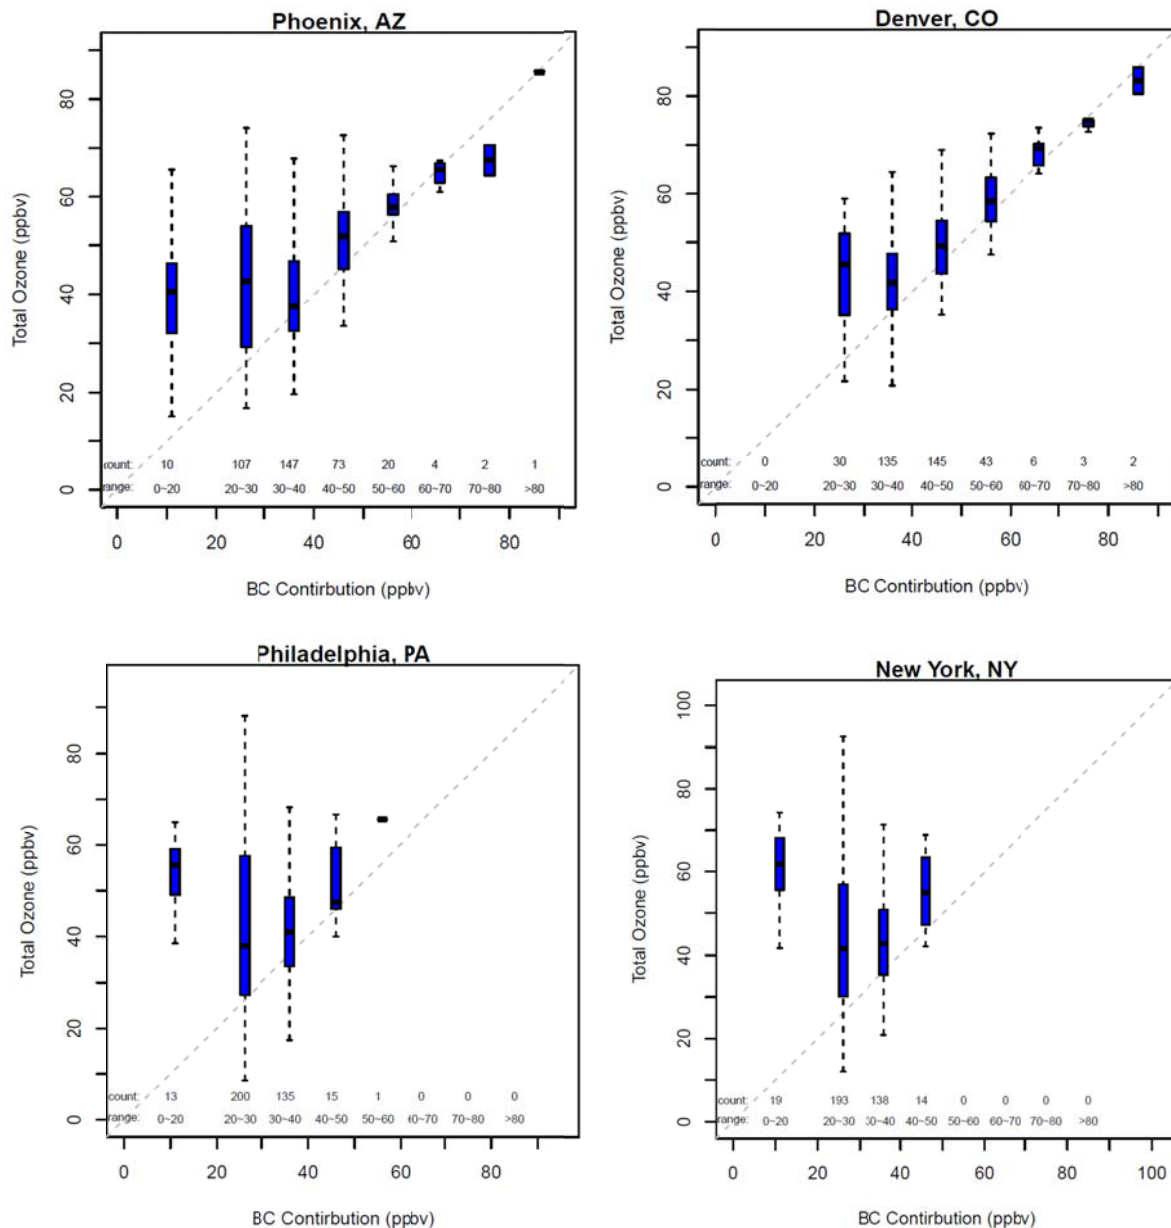 Phoenix, AZ
Total Ozone (ppbv)
80
60
40
20
0
count: 10 107 147 73 20 4 2 1
range: 0~20 20~30 30~40 40~50 50~60 60~70 70~80 >80
0 20 40 60 80
BC Contirbution (ppbv)
Denver, CO
Total Ozone (ppbv)
80
60
40
20
0
count: 0 30 135 145 43 6 3 2
range: 0~20 20~30 30~40 40~50 50~60 60~70 70~80 >80
0 20 40 60 80
BC Contirbution (ppbv)
Philadelphia, PA
Total Ozone (ppbv)
80
60
40
20
0
count: 13 200 135 15 1 0 0 0
range: 0~20 20~30 30~40 40~50 50~60 60~70 70~80 >80
0 20 40 60 80
BC Contirbution (ppbv)
New York, NY
Total Ozone (ppbv)
100
80
60
40
20
0
count: 19 193 138 14 0 0 0 0
range: 0~20 20~30 30~40 40~50 50~60 60~70 70~80 >80
0 20 40 60 80 100
BC Contirbution (ppbv)